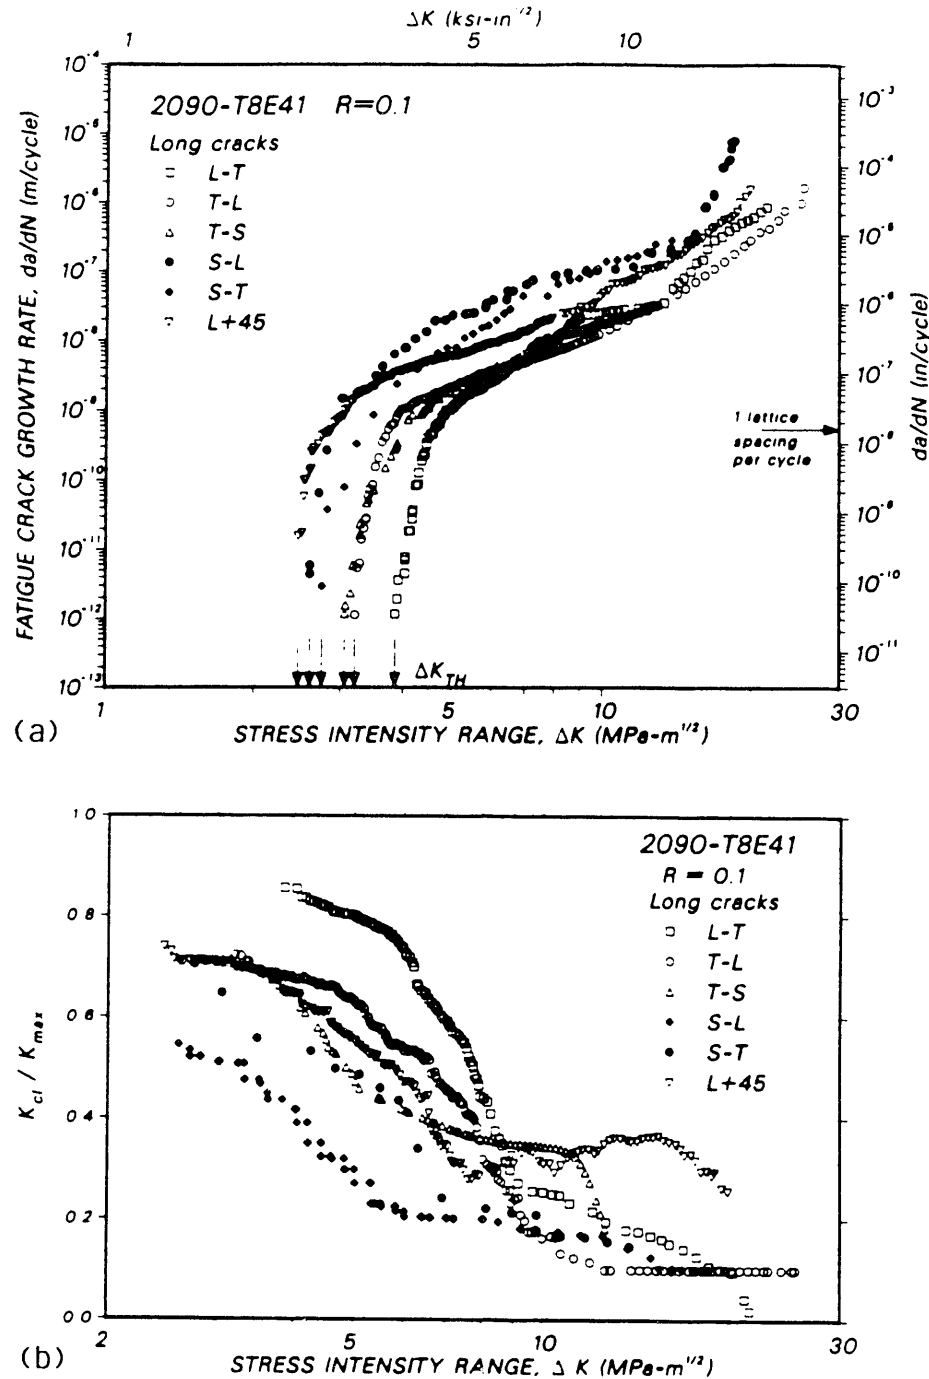 ΔK (ksi-in^1/2)
1 5 10
10^-4
10^-5
10^-6
10^-7
10^-8
10^-9
10^-10
10^-11
10^-12
10^-13
FATIGUE CRACK GROWTH RATE, da/dN (m/cycle)
2090-T8E41 R=0.1
Long cracks
L-T
T-L
T-S
S-L
S-T
L+45
10^-3
10^-4
10^-5
10^-6
10^-7
10^-8
10^-9
10^-10
10^-11
da/dN (in/cycle)
1 lattice
spacing
per cycle
ΔK_TH
1 5 10 30
(a)
STRESS INTENSITY RANGE, ΔK (MPa-m^1/2)
1 0
0 8
0 6
0 4
0 2
0 0
K_cl / K_max
2090-T8E41
R = 0.1
Long cracks
L-T
T-L
T-S
S-L
S-T
L+45
2 5 10 30
(b)
STRESS INTENSITY RANGE, Δ K (MPa-m^1/2)